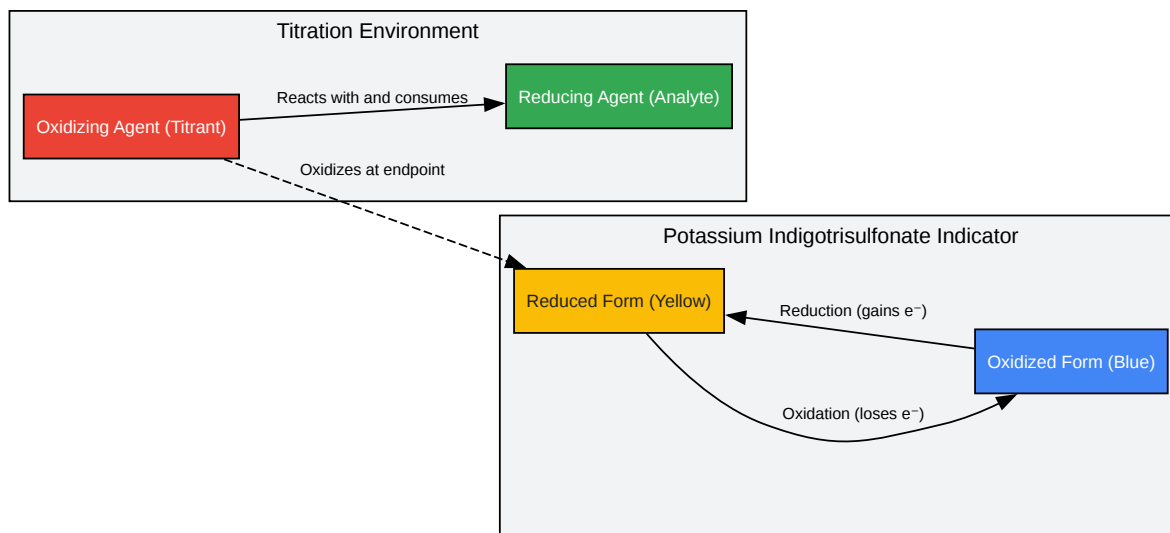 Titration Environment
Reacts with and consumes
Reducing Agent (Analyte)
Oxidizing Agent (Titrant)
Oxidizes at endpoint
Potassium Indigotrisulfonate Indicator
Reduced Form (Yellow)
Reduction (gains e⁻)
Oxidized Form (Blue)
Oxidation (loses e⁻)